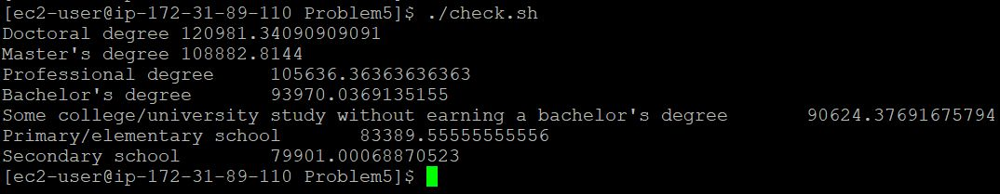 [ec2-user@ip-172-31-89-110 Problem5]$ ./check.sh
Doctoral degree 120981.34090909091
Master's degree 108882.8144
Professional degree     105636.36363636363
Bachelor's degree       93970.0369135155
Some college/university study without earning a bachelor's degree       90624.37691675794
Primary/elementary school       83389.55555555556
Secondary school        79901.00068870523
[ec2-user@ip-172-31-89-110 Problem5]$